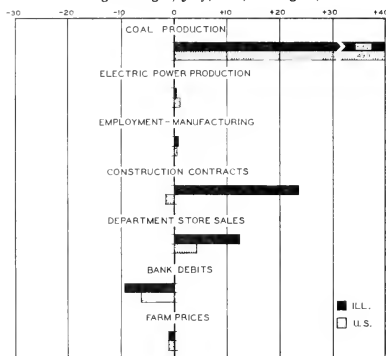 -30 -20 -10 0 +10 +20 +30 +40
COAL PRODUCTION
ELECTRIC POWER PRODUCTION
EMPLOYMENT-MANUFACTURING
CONSTRUCTION CONTRACTS
DEPARTMENT STORE SALES
BANK DEBITS
ILL.
U.S.
FARM PRICES